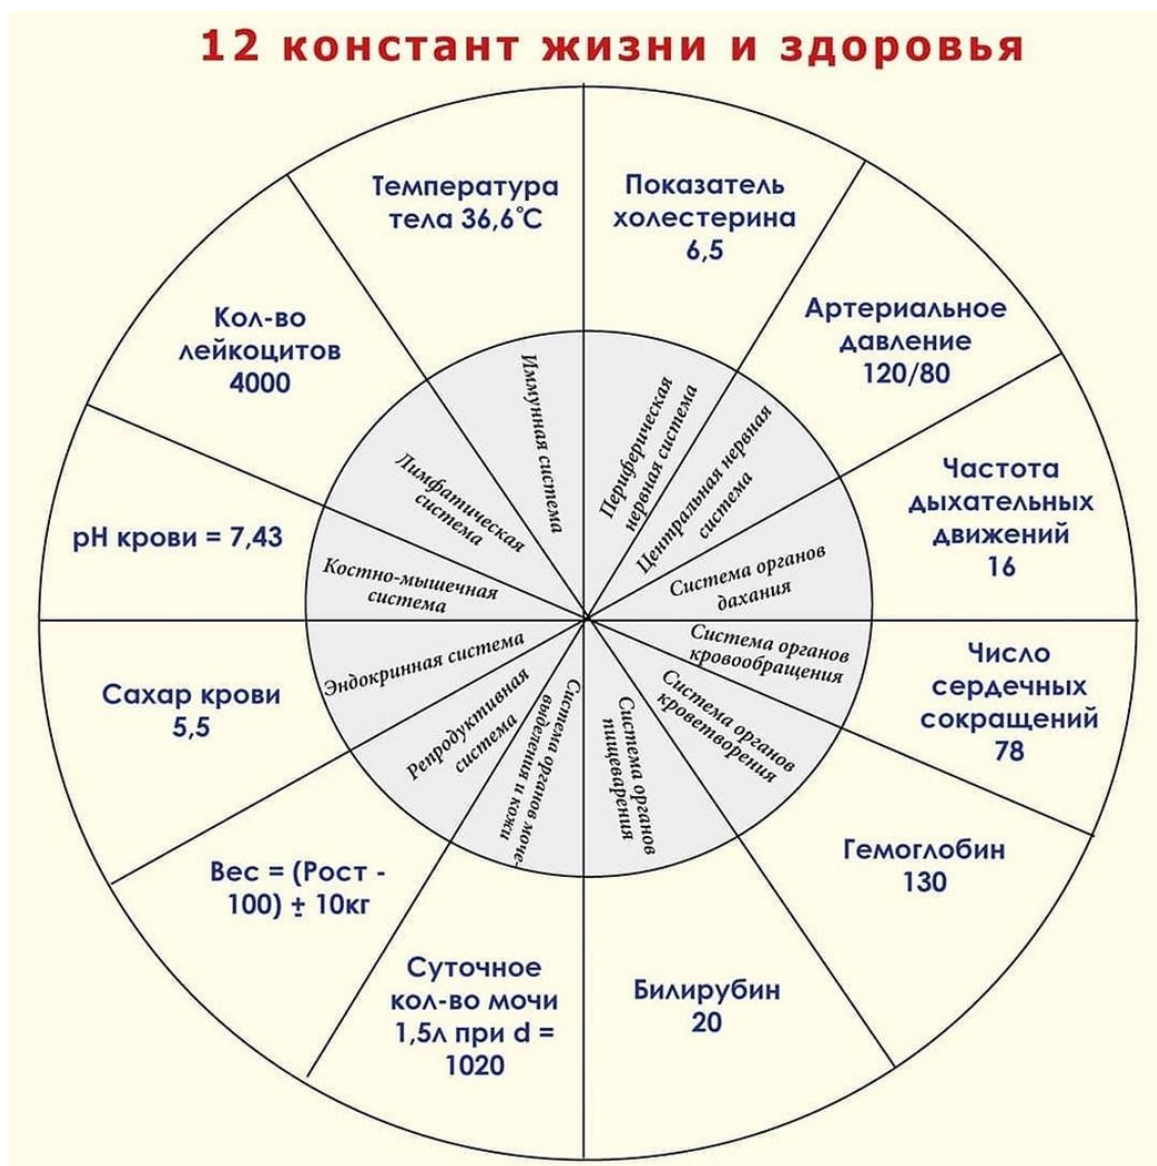 12 констант жизни и здоровья
Температура
тела 36,6°С
Показатель
холестерина
6,5
Артериальное
давление
120/80
Частота
дыхательных
движений
16
Число
сердечных
сокращений
78
Гемоглобин
130
Билирубин
20
Суточное
кол-во мочи
1,5л при d =
1020
Вес = (Рост -
100) ± 10кг
Сахар крови
5,5
рН крови = 7,43
Кол-во
лейкоцитов
4000
Иммунная система
Периферическая
нервная система
Центральная нервная
система
Система органов
дахания
Система органов
кровообращения
Система органов
кроветворения
Система органов
пищеварения
Система органов моче-
выделения и кожи
Репродуктивная
система
Эндокринная система
Костно-мышечная
система
Лимфатическая
система